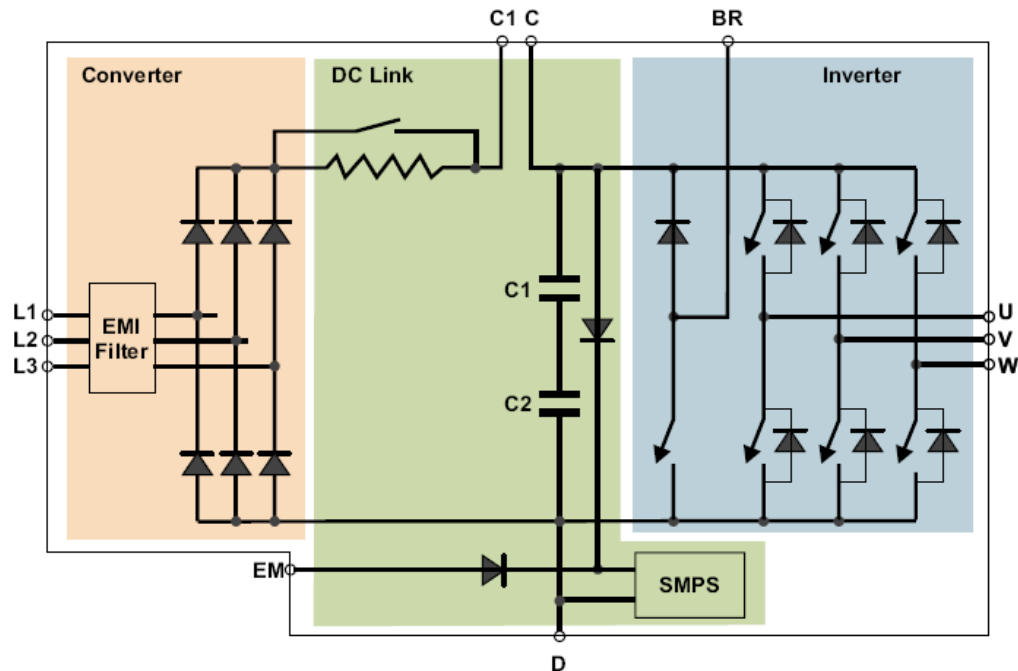 C1 C BR
Converter
DC Link
Inverter
L1
L2
L3
EMI
Filter
C1
C2
U
V
W
EM
SMPS
D